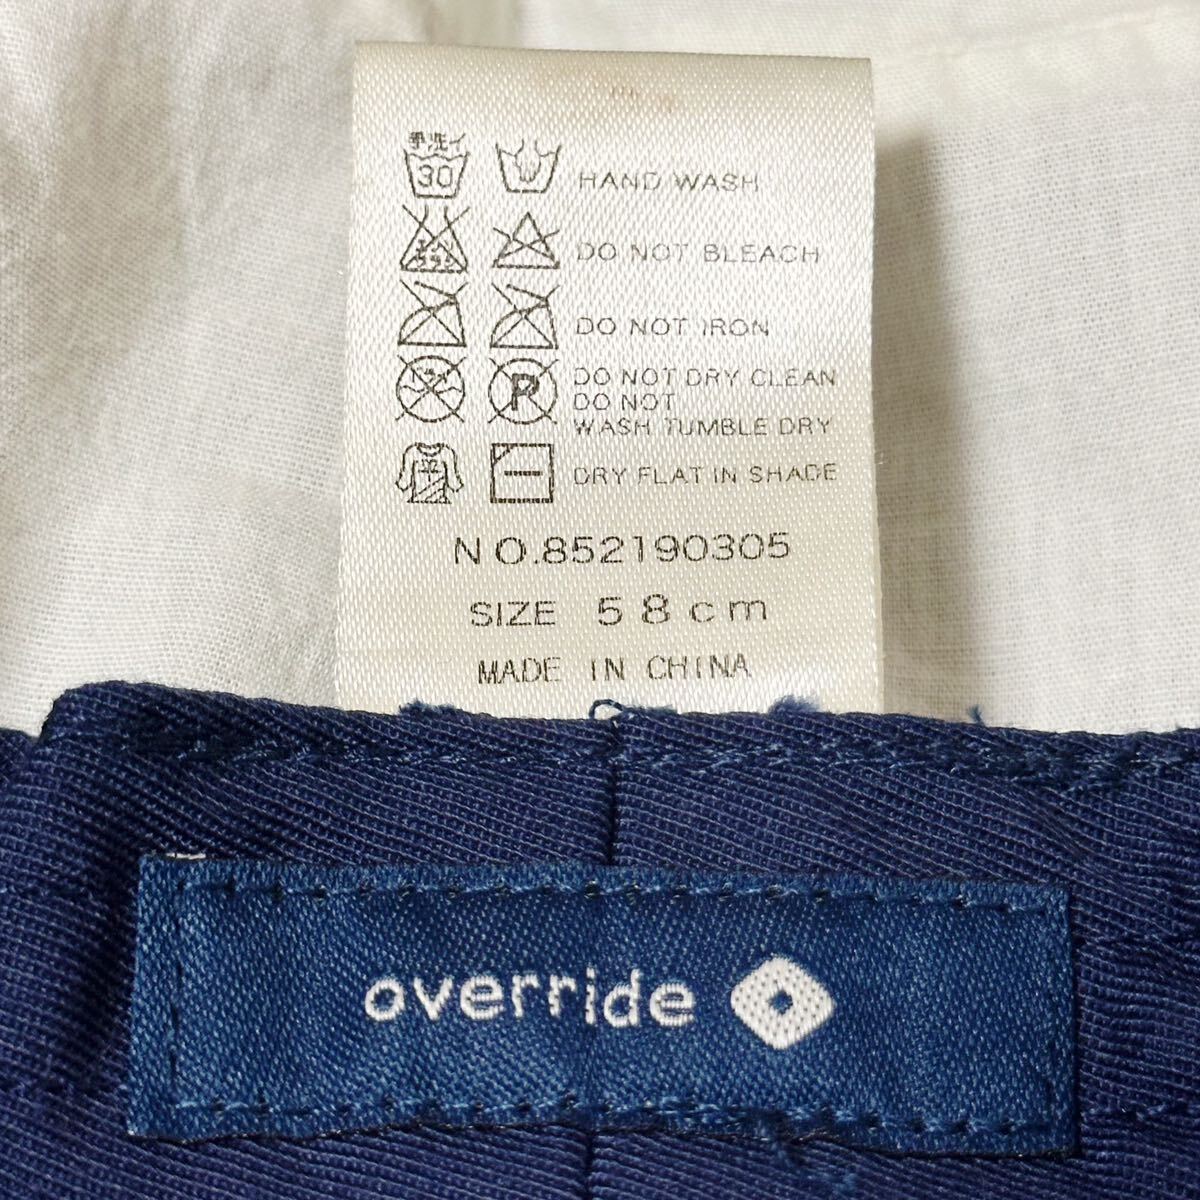 手洗イ
30
HAND WASH
DO NOT BLEACH
DO NOT IRON
P
DO NOT DRY CLEAN
DO NOT
WASH TUMBLE DRY
DRY FLAT IN SHADE
NO.852190305
SIZE 58cm
MADE IN CHINA
override